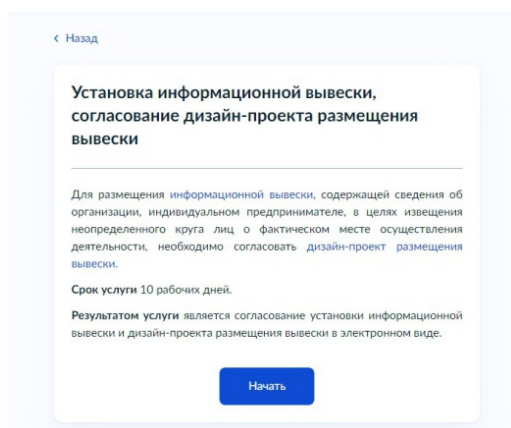 Назад
Установка информационной вывески,
согласование дизайн-проекта размещения
вывески
Для размещения информационной вывески, содержащей сведения об
организации, индивидуальном предпринимателе, в целях извещения
неопределенного круга лиц о фактическом месте осуществления
деятельности, необходимо согласовать дизайн-проект размещения
вывески.
Срок услуги 10 рабочих дней.
Результатом услуги является согласование установки информационной
вывески и дизайн-проекта размещения вывески в электронном виде.
Начать